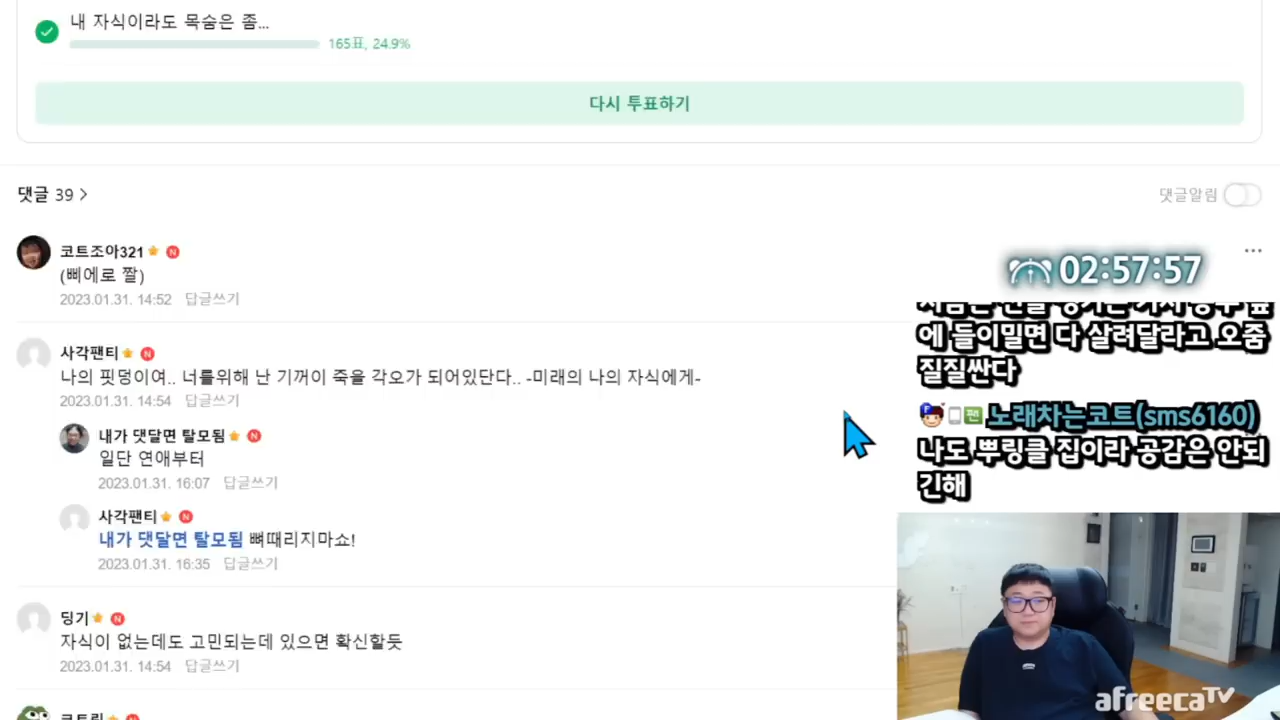 내 자식이라도 목숨은 좀...
165표, 24.9%
다시 투표하기
댓글 39 >
댓글알림
코트조아321 N
(삐에로 짤)
2023.01.31. 14:52 답글쓰기
02:57:57
에 들이밀면 다 살려달라고 오줌
질질싼다
사각팬티 N
나의 핏덩이여.. 너를위해 난 기꺼이 죽을 각오가 되어있단다.. -미래의 나의 자식에게-
2023.01.31. 14:54 답글쓰기
F 팬 노래차는코트(sms6160)
나도 뿌링클 집이라 공감은 안되
긴해
내가 댓달면 탈모됨 N
일단 연애부터
2023.01.31. 16:07 답글쓰기
사각팬티 N
내가 댓달면 탈모됨 뼈때리지마쇼!
2023.01.31. 16:35 답글쓰기
딩기 N
자식이 없는데도 고민되는데 있으면 확신할듯
2023.01.31. 14:54 답글쓰기
afreecaTV